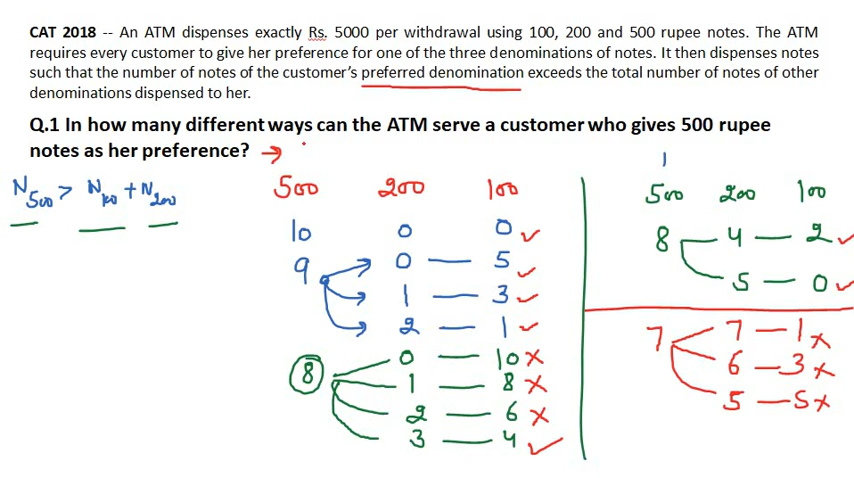 CAT 2018 -- An ATM dispenses exactly Rs. 5000 per withdrawal using 100, 200 and 500 rupee notes. The ATM
requires every customer to give her preference for one of the three denominations of notes. It then dispenses notes
such that the number of notes of the customer's preferred denomination exceeds the total number of notes of other
denominations dispensed to her.
Q.1 In how many different ways can the ATM serve a customer who gives 500 rupee
notes as her preference? →
N500 > N100 + N200
500 200 100
10 0 0 ✓
9 0 — 5 ✓
1 — 3 ✓
2 — 1 ✓
8 0 — 10 ×
1 — 8 ×
2 — 6 ×
3 — 4 ✓
500 200 100
8 4 — 2 ✓
5 — 0 ✓
7 7 — 1 ×
6 — 3 ×
5 — 5 ×